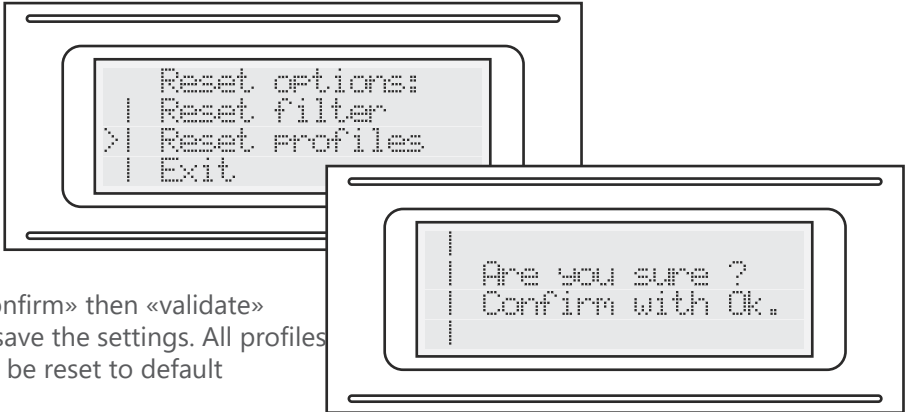 Reset options:
| Reset filter
>| Reset profiles
| Exit
Are you sure ?
Confirm with Ok.
onfirm» then «validate»
save the settings. All profiles
be reset to default